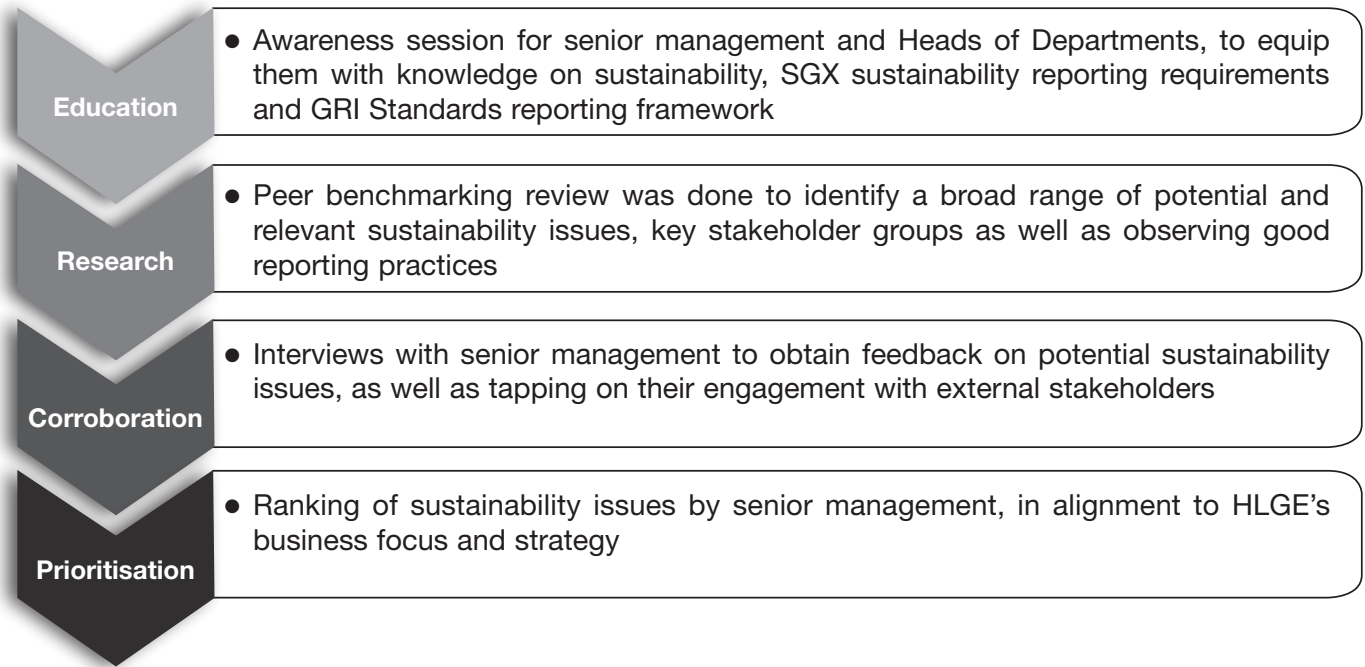 Education
● Awareness session for senior management and Heads of Departments, to equip
them with knowledge on sustainability, SGX sustainability reporting requirements
and GRI Standards reporting framework
Research
● Peer benchmarking review was done to identify a broad range of potential and
relevant sustainability issues, key stakeholder groups as well as observing good
reporting practices
Corroboration
● Interviews with senior management to obtain feedback on potential sustainability
issues, as well as tapping on their engagement with external stakeholders
Prioritisation
● Ranking of sustainability issues by senior management, in alignment to HLGE’s
business focus and strategy